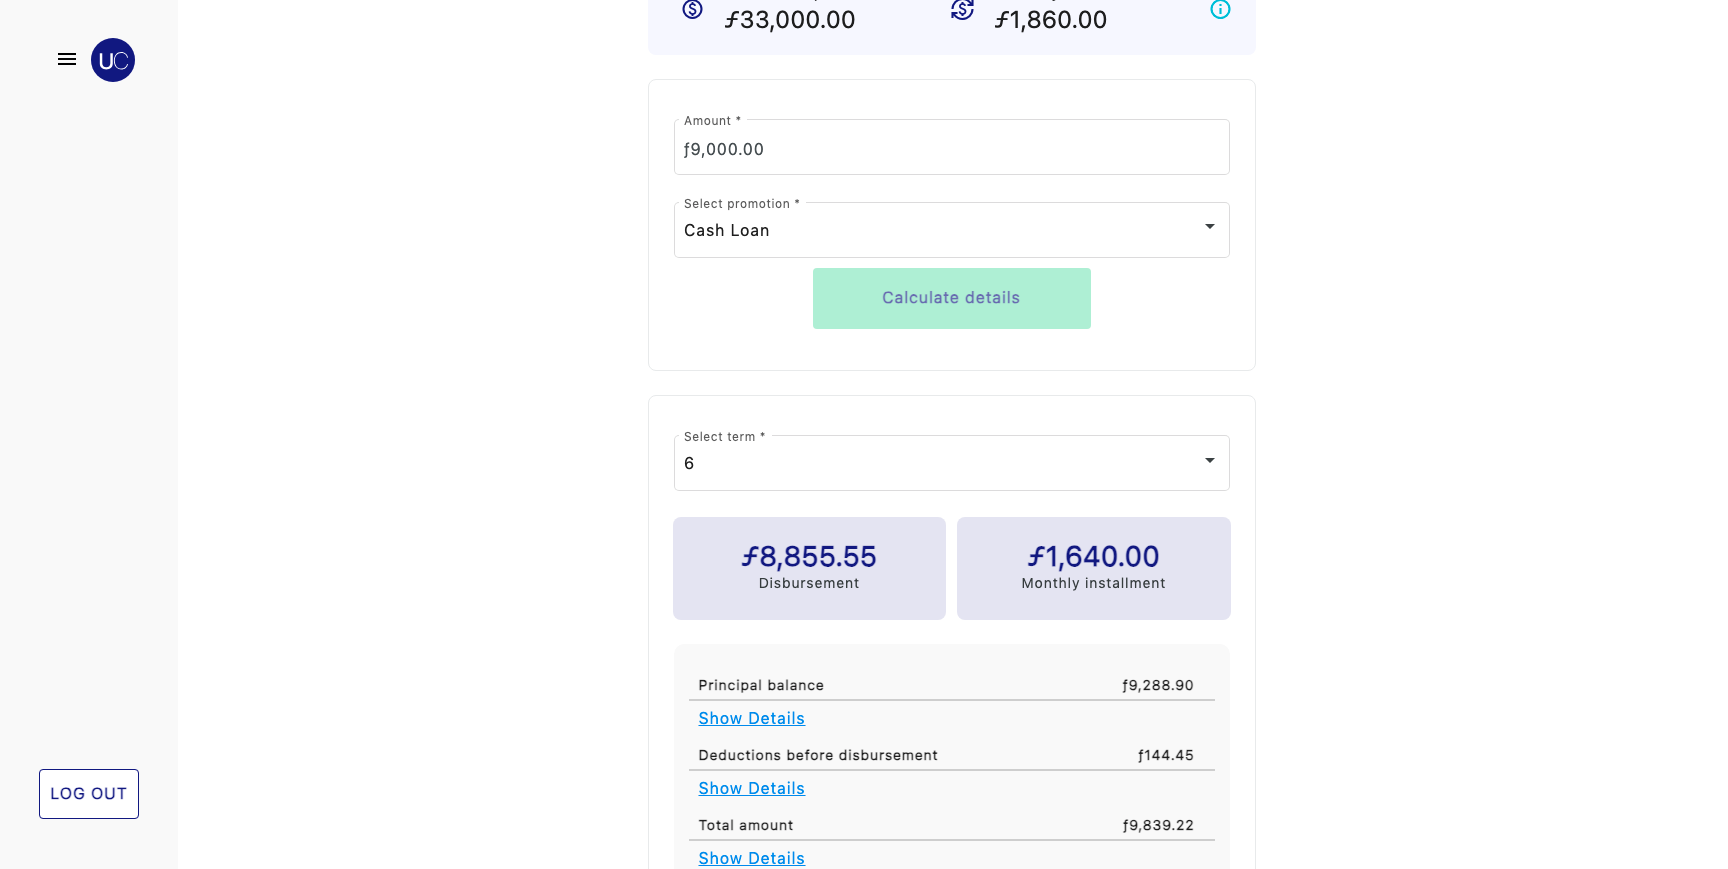 ƒ33,000.00
ƒ1,860.00
UC
Amount *
ƒ9,000.00
Select promotion *
Cash Loan
Calculate details
Select term *
6
ƒ8,855.55
Disbursement
ƒ1,640.00
Monthly installment
Principal balance ƒ9,288.90
Show Details
Deductions before disbursement ƒ144.45
Show Details
Total amount ƒ9,839.22
Show Details
LOG OUT